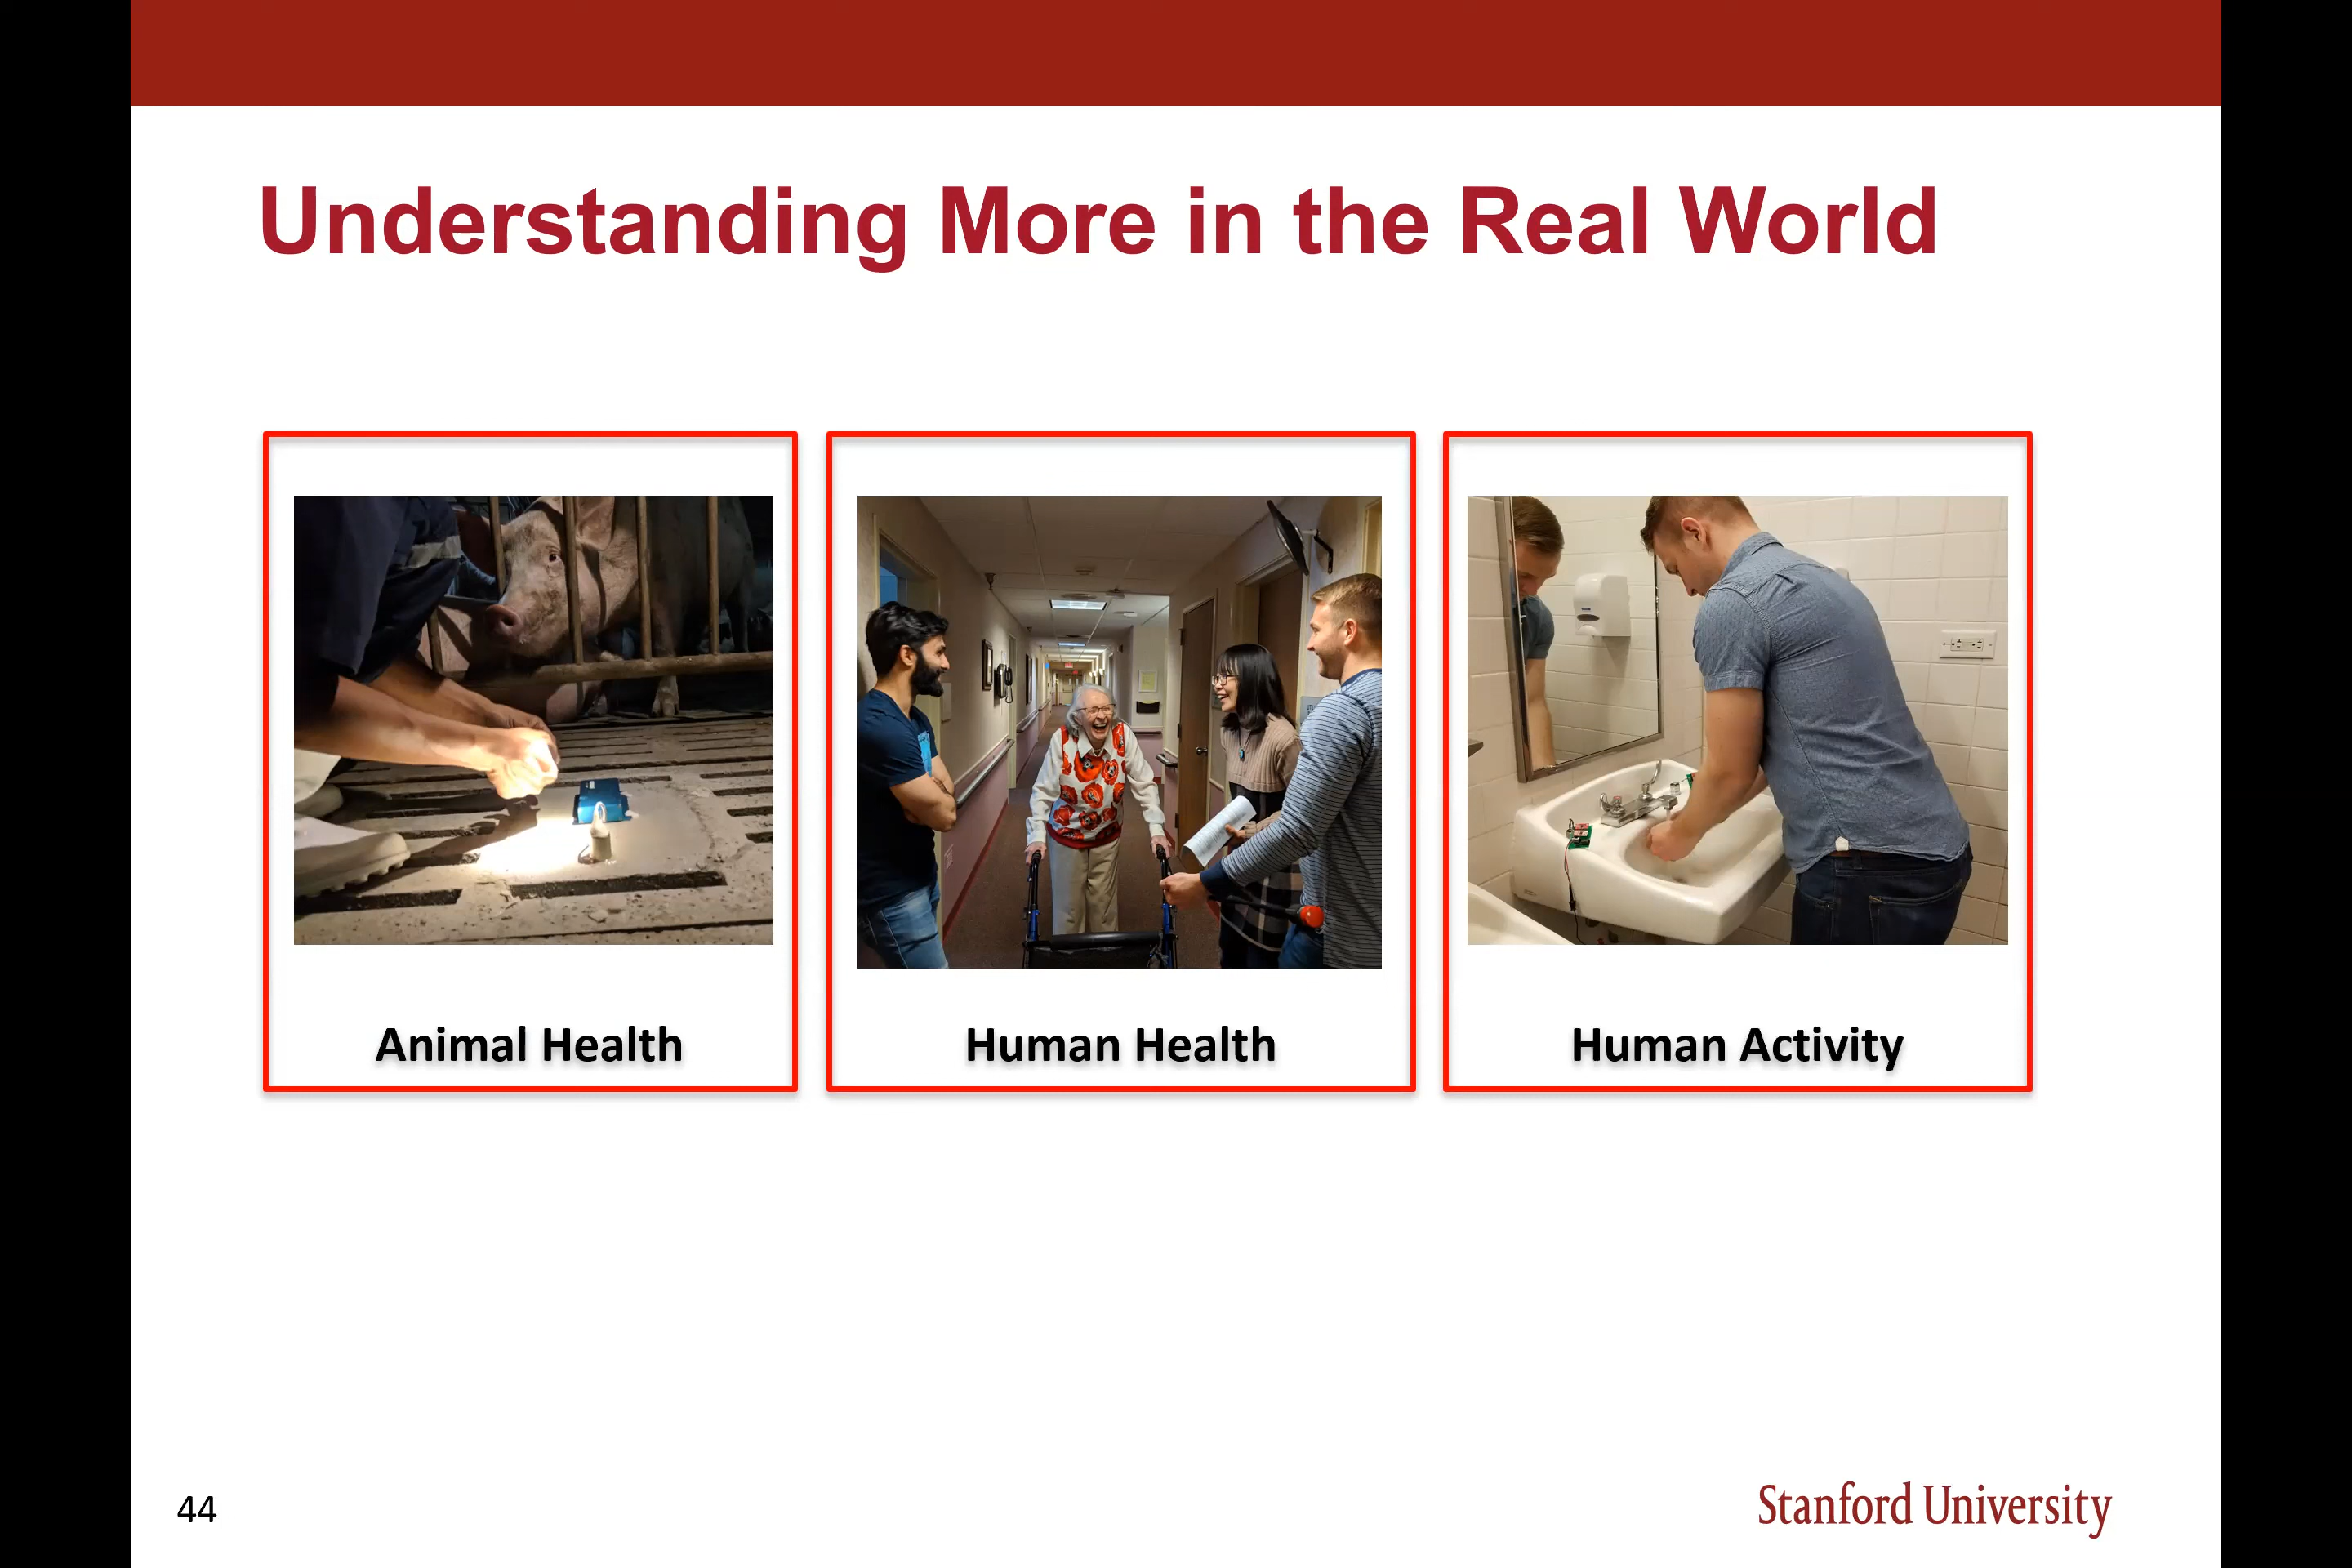 Understanding More in the Real World
Animal Health
Human Health
Human Activity
44
Stanford University